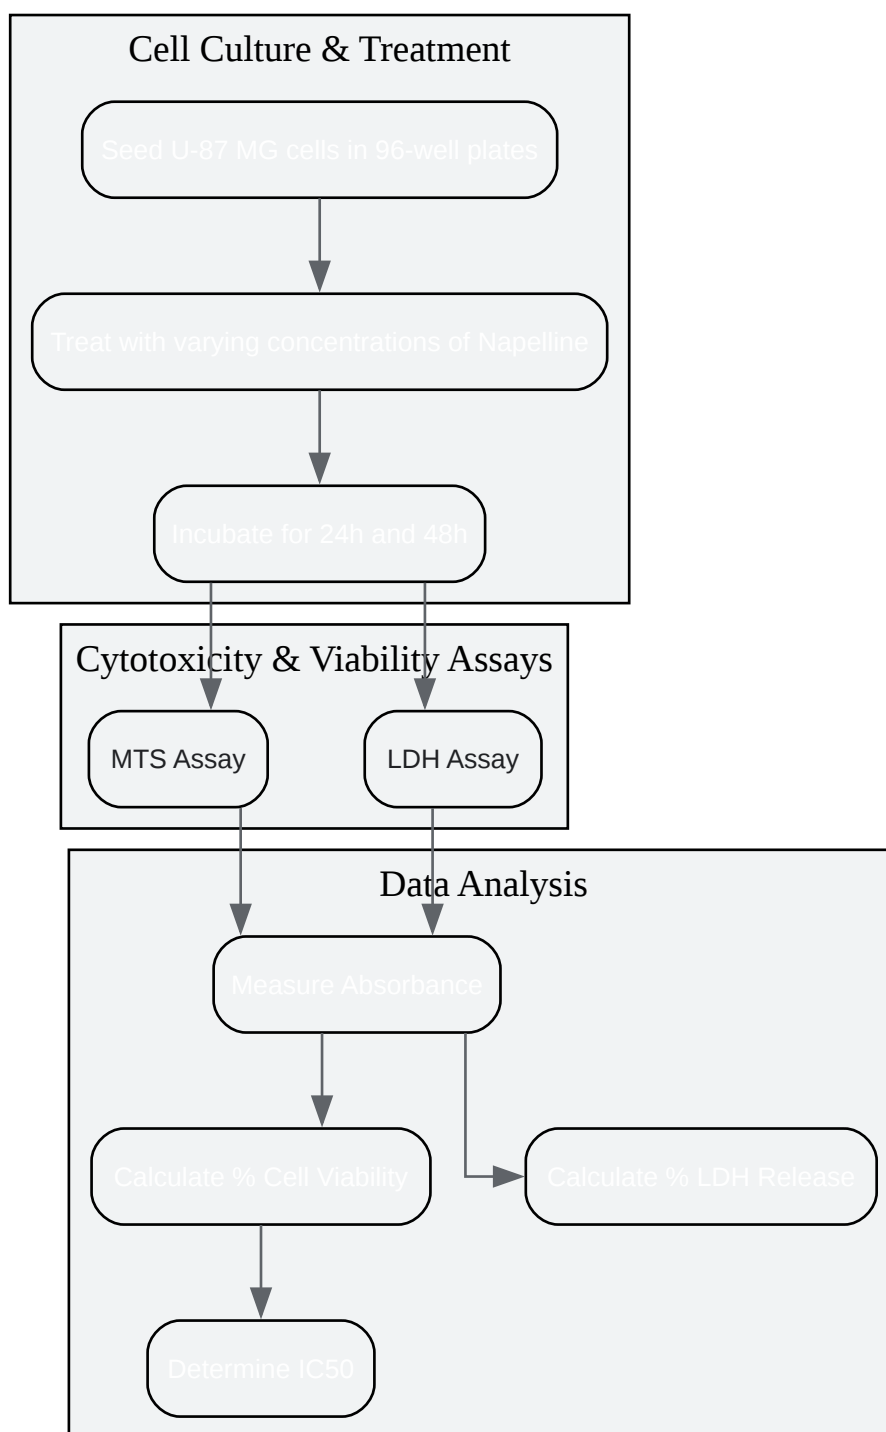 Cell Culture & Treatment
Seed U-87 MG cells in 96-well plates
Treat with varying concentrations of Napelline
Incubate for 24h and 48h
Cytotoxicity & Viability Assays
MTS Assay
LDH Assay
Data Analysis
Measure Absorbance
Calculate % Cell Viability
Calculate % LDH Release
Determine IC50